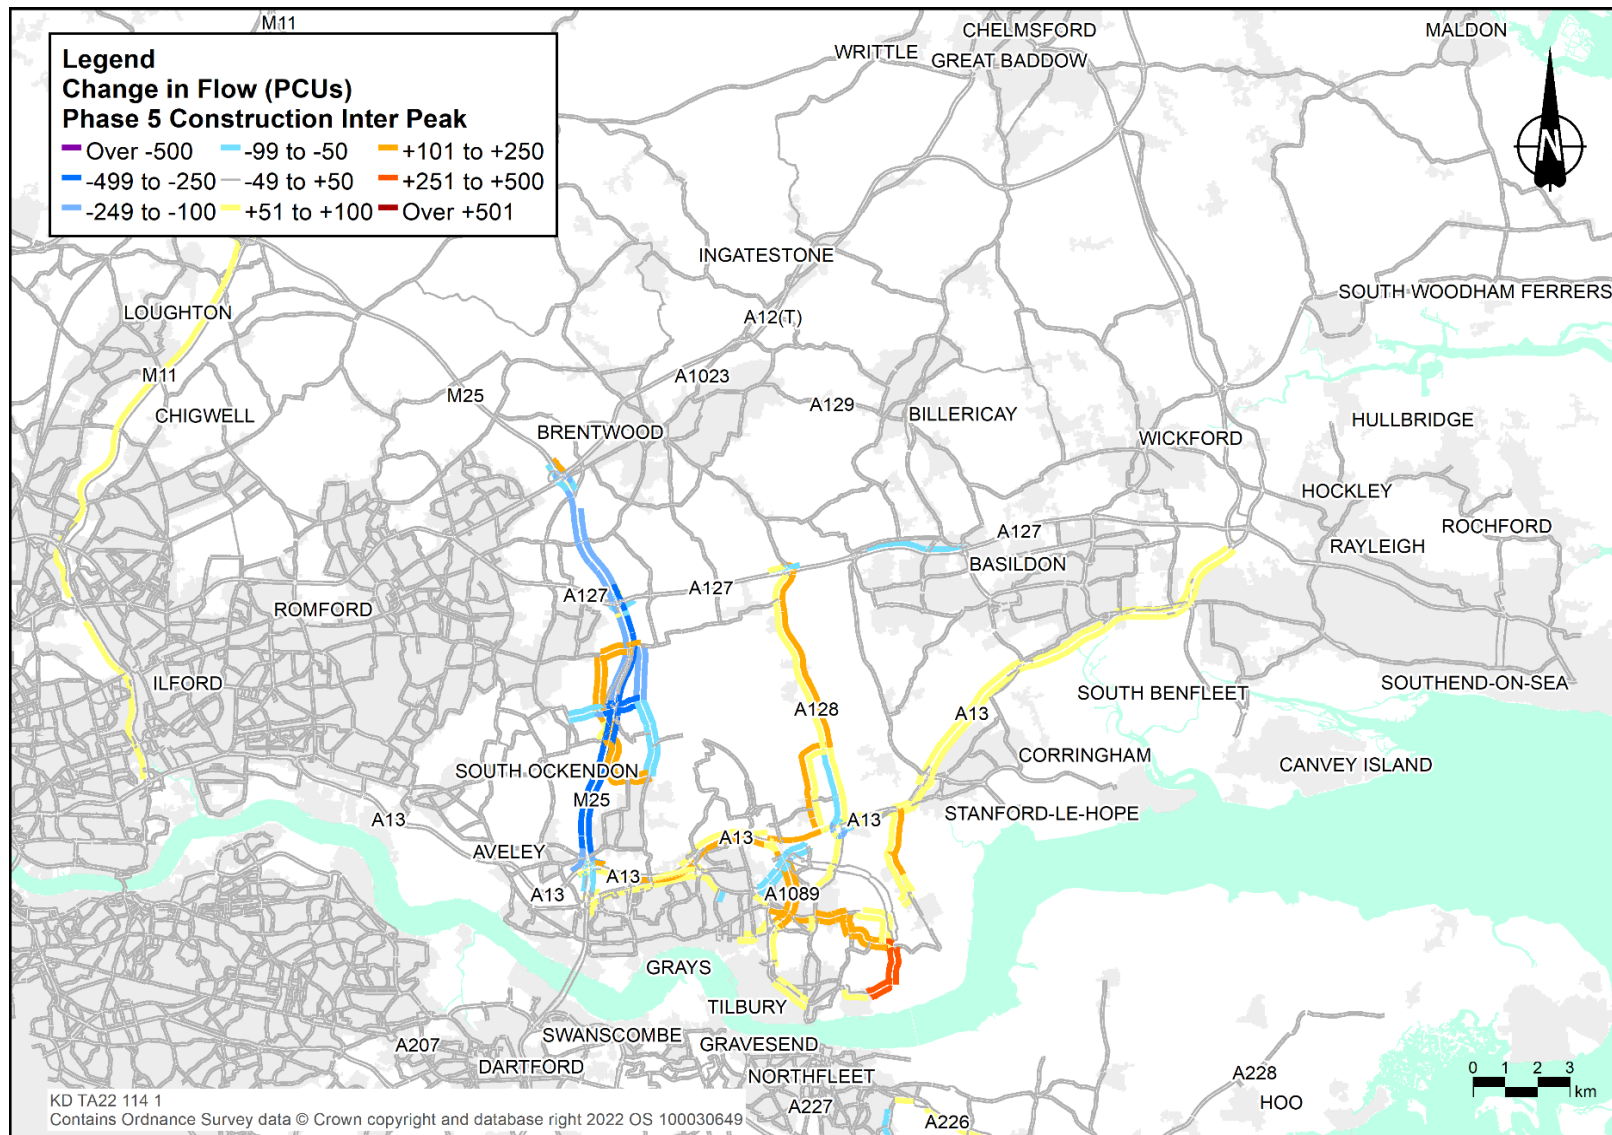 M11
Legend
Change in Flow (PCUs)
Phase 5 Construction Inter Peak
Over -500 -99 to -50 +101 to +250
-499 to -250 -49 to +50 +251 to +500
-249 to -100 +51 to +100 Over +501
CHELMSFORD
MALDON
WRITTLE
GREAT BADDOW
N
INGATESTONE
SOUTH WOODHAM FERRERS
LOUGHTON
A12(T)
M11
A1023
M25
A129
CHIGWELL
BILLERICAY
HULLBRIDGE
BRENTWOOD
WICKFORD
HOCKLEY
ROCHFORD
A127
RAYLEIGH
BASILDON
A127
A127
ROMFORD
ILFORD
SOUTHEND-ON-SEA
SOUTH BENFLEET
A128
A13
CORRINGHAM
CANVEY ISLAND
SOUTH OCKENDON
M25
STANFORD-LE-HOPE
A13
A13
A13
AVELEY
A13
A13
A1089
GRAYS
TILBURY
SWANSCOMBE
A207
GRAVESEND
DARTFORD
NORTHFLEET
A228
HOO
A227
A226
0 1 2 3
km
KD TA22 114 1
Contains Ordnance Survey data © Crown copyright and database right 2022 OS 100030649